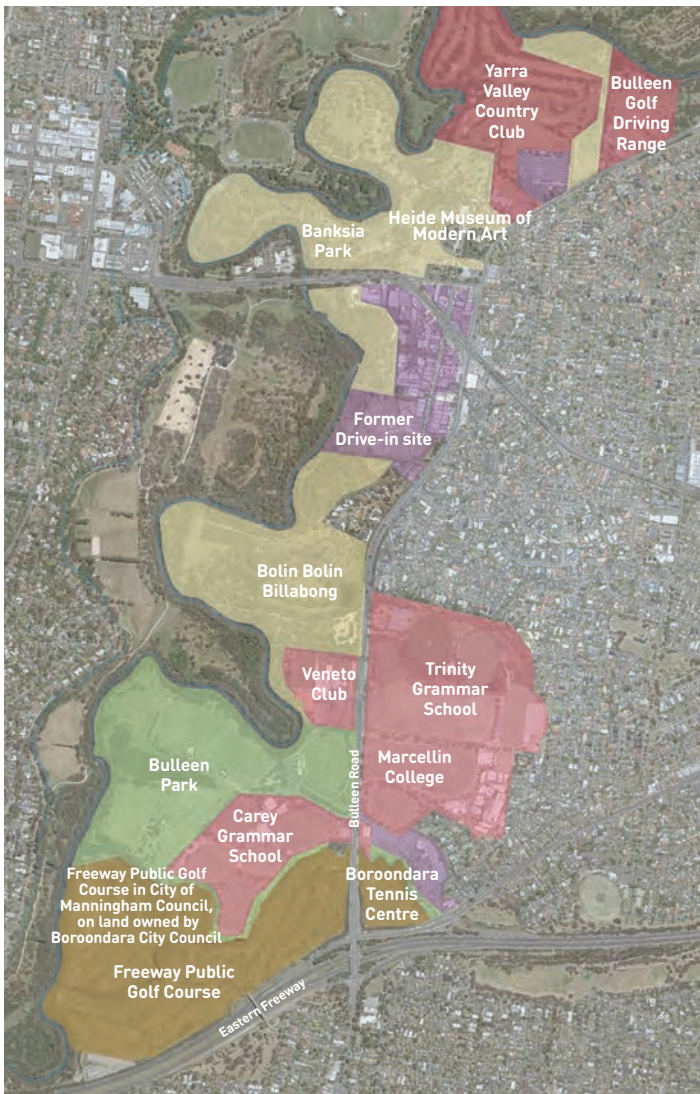 Yarra
Valley
Country
Club
Bulleen
Golf
Driving
Range
Heide Museum of
Modern Art
Banksia
Park
Former
Drive-in site
Bolin Bolin
Billabong
Veneto
Club
Trinity
Grammar
School
Bulleen
Park
Bulleen Road
Marcellin
College
Carey
Grammar
School
Freeway Public Golf
Course in City of
Manningham Council,
on land owned by
Boroondara City Council
Boroondara
Tennis
Centre
Freeway Public
Golf Course
Eastern Freeway